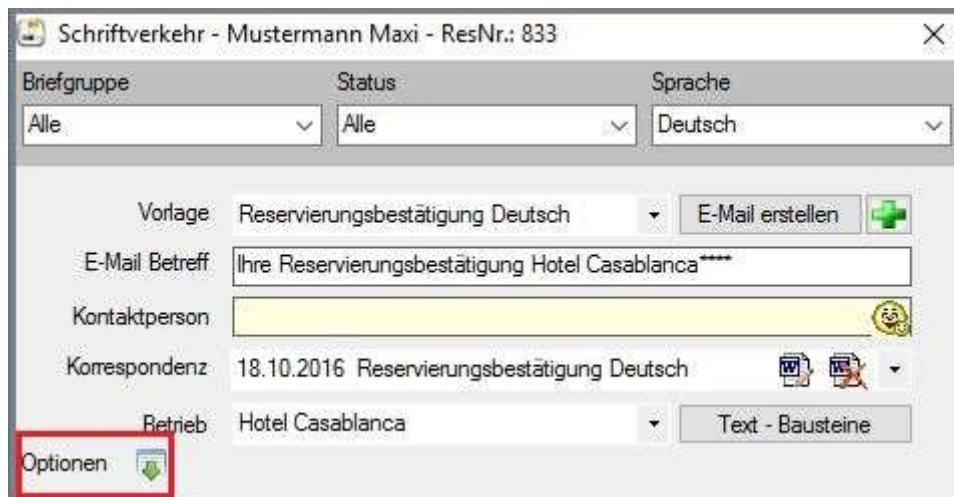 Schriftverkehr - Mustermann Maxi - ResNr.: 833
Briefgruppe Status Sprache
Alle Alle Deutsch
Vorlage Reservierungsbestätigung Deutsch E-Mail erstellen
E-Mail Betreff Ihre Reservierungsbestätigung Hotel Casablanca****
Kontaktperson
Korrespondenz 18.10.2016 Reservierungsbestätigung Deutsch
Betrieb Hotel Casablanca Text - Bausteine
Optionen